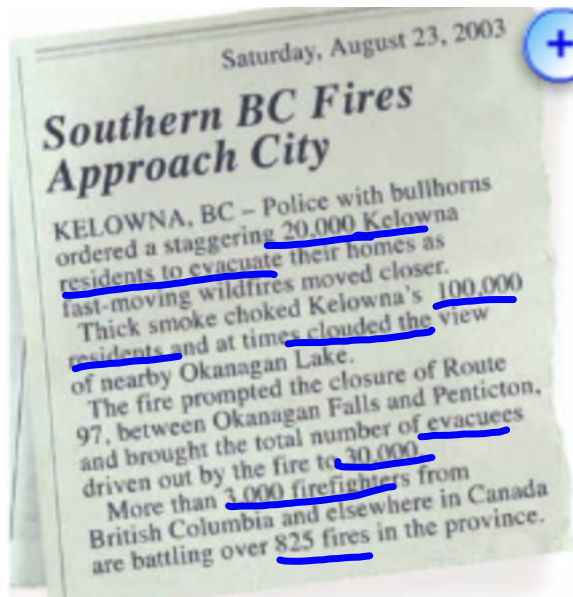 Saturday, August 23, 2003
Southern BC Fires
Approach City
KELOWNA, BC – Police with bullhorns
ordered a staggering 20,000 Kelowna
residents to evacuate their homes as
fast-moving wildfires moved closer.
Thick smoke choked Kelowna's 100,000
residents and at times clouded the view
of nearby Okanagan Lake.
The fire prompted the closure of Route
97, between Okanagan Falls and Penticton,
and brought the total number of evacuees
driven out by the fire to 30,000.
More than 3,000 firefighters from
British Columbia and elsewhere in Canada
are battling over 825 fires in the province.